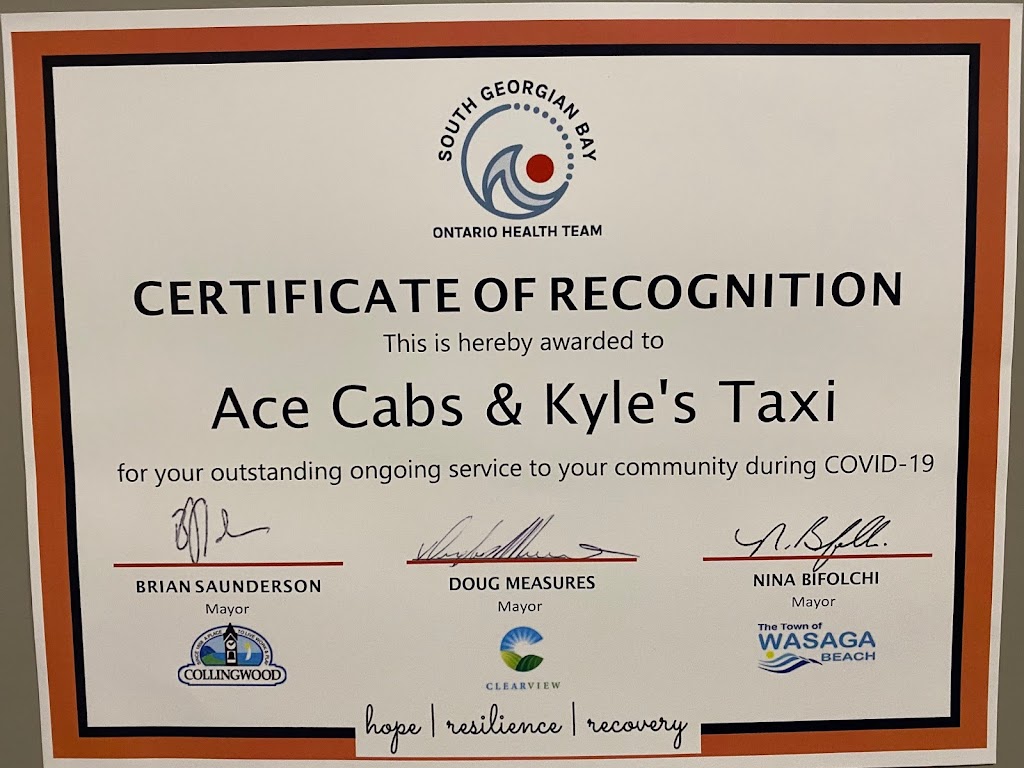 SOUTH GEORGIAN BAY
ONTARIO HEALTH TEAM
CERTIFICATE OF RECOGNITION
This is hereby awarded to
Ace Cabs & Kyle's Taxi
for your outstanding ongoing service to your community during COVID-19
N. Bifolchi
BRIAN SAUNDERSON
DOUG MEASURES
NINA BIFOLCHI
Mayor
Mayor
Mayor
COLLINGWOOD
CLEARVIEW
The Town of
WASAGA
BEACH
hope | resilience | recovery